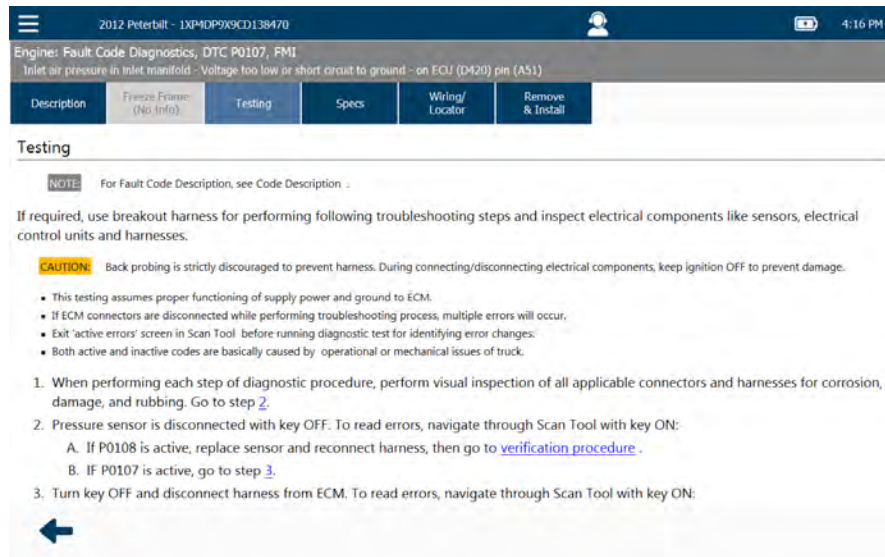 2012 Peterbilt - 1XP4DP9X9CD138470
4:16 PM
Engine: Fault Code Diagnostics, DTC P0107, FMI
Inlet air pressure in inlet manifold - Voltage too low or short circuit to ground - on ECU (D420) pin (A51)
Description
Freeze Frame
(No Info)
Testing
Specs
Wiring/
Locator
Remove
& Install
Testing
NOTE: For Fault Code Description, see Code Description .
If required, use breakout harness for performing following troubleshooting steps and inspect electrical components like sensors, electrical
control units and harnesses.
CAUTION: Back probing is strictly discouraged to prevent harness. During connecting/disconnecting electrical components, keep ignition OFF to prevent damage.
• This testing assumes proper functioning of supply power and ground to ECM.
• If ECM connectors are disconnected while performing troubleshooting process, multiple errors will occur.
• Exit 'active errors' screen in Scan Tool before running diagnostic test for identifying error changes.
• Both active and inactive codes are basically caused by operational or mechanical issues of truck.
1. When performing each step of diagnostic procedure, perform visual inspection of all applicable connectors and harnesses for corrosion,
damage, and rubbing. Go to step 2.
2. Pressure sensor is disconnected with key OFF. To read errors, navigate through Scan Tool with key ON:
A. If P0108 is active, replace sensor and reconnect harness, then go to verification procedure .
B. IF P0107 is active, go to step 3.
3. Turn key OFF and disconnect harness from ECM. To read errors, navigate through Scan Tool with key ON: